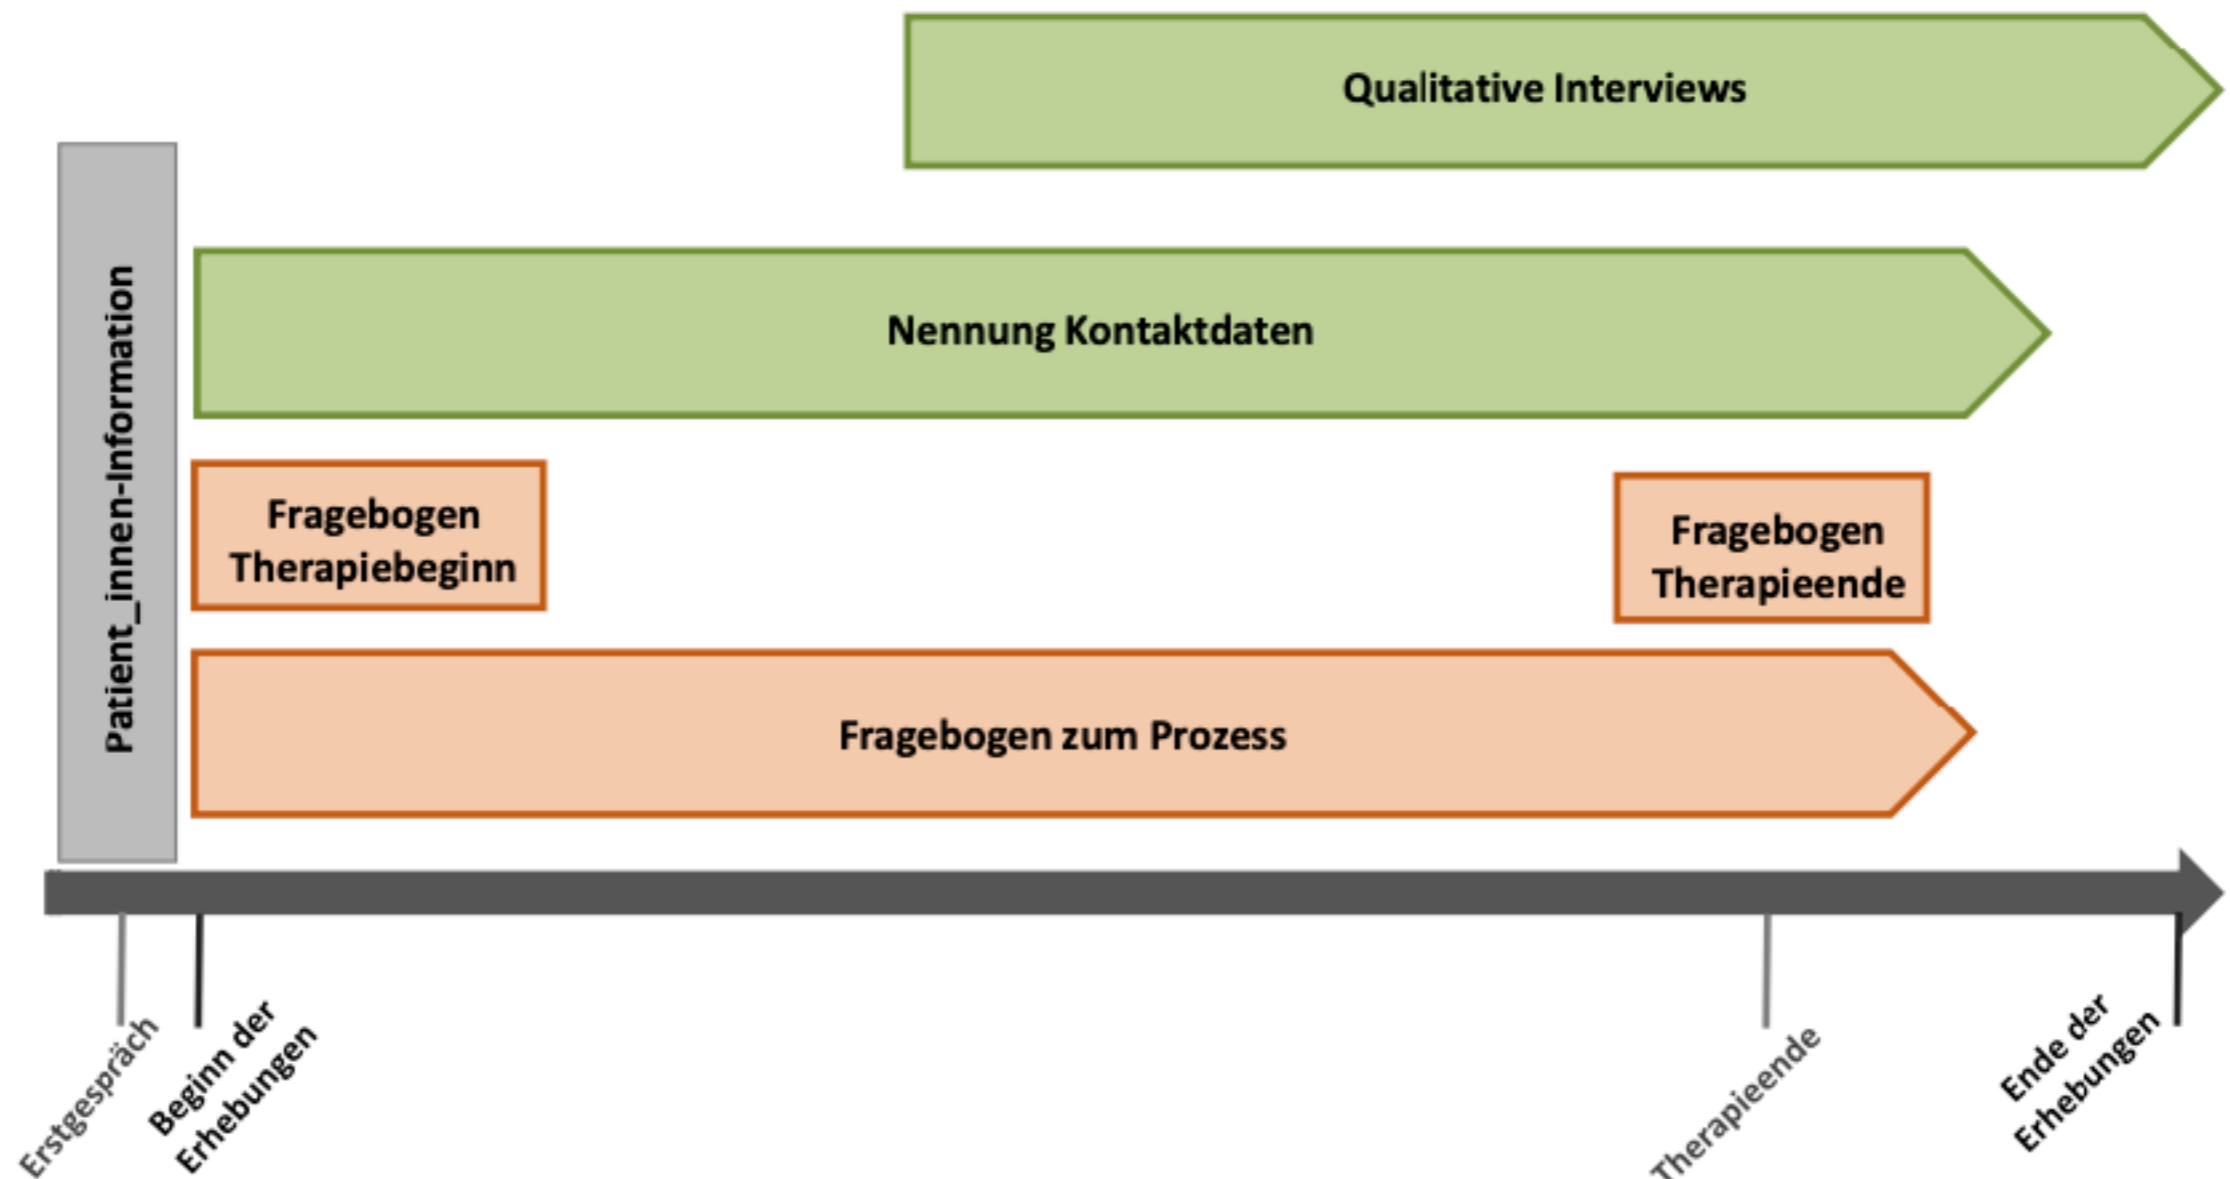 Qualitative Interviews
Patient_innen-Information
Nennung Kontaktdaten
Fragebogen
Therapiebeginn
Fragebogen
Therapieende
Fragebogen zum Prozess
Erstgespräch
Beginn der
Erhebungen
Therapieende
Ende der
Erhebungen